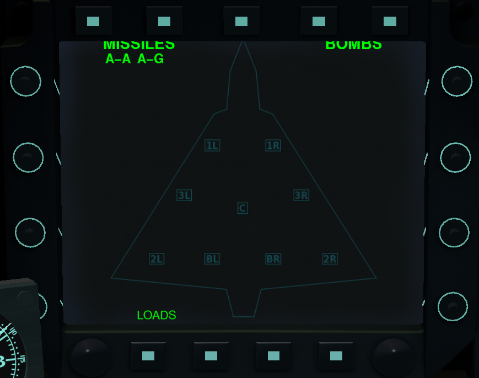 MISSILES BOMBS
A-A A-G
1L 1R
3L 3R
C
2L BL BR 2R
LOADS